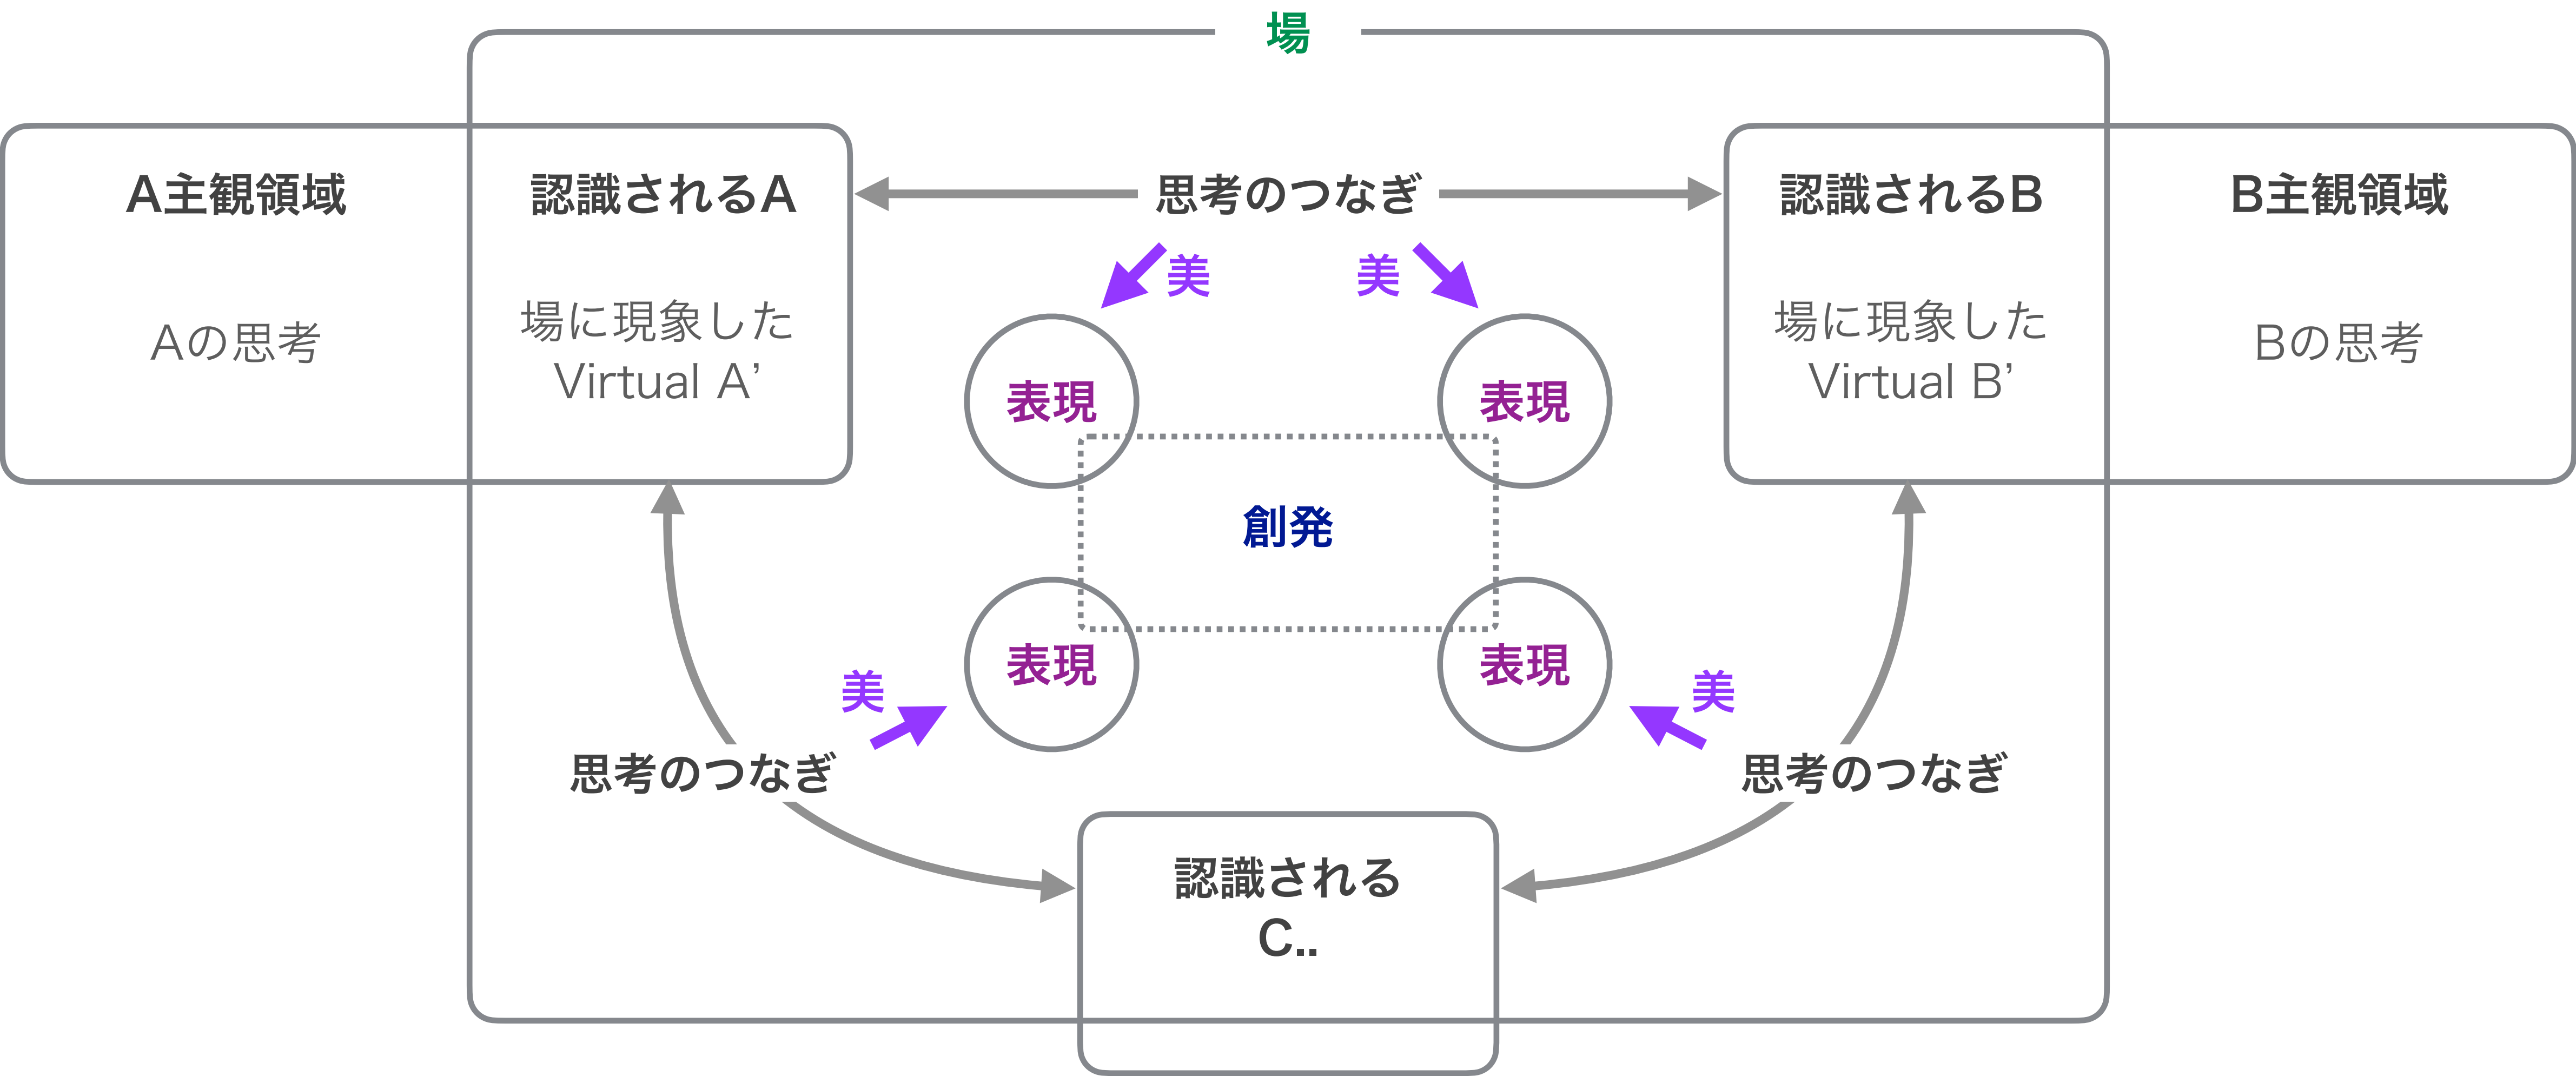 場
A主観領域
認識されるA
思考のつなぎ
認識されるB
B主観領域
美
美
Aの思考
場に現象した
Virtual A’
場に現象した
Virtual B’
Bの思考
表現
表現
創発
表現
表現
美
美
思考のつなぎ
思考のつなぎ
認識される
C..